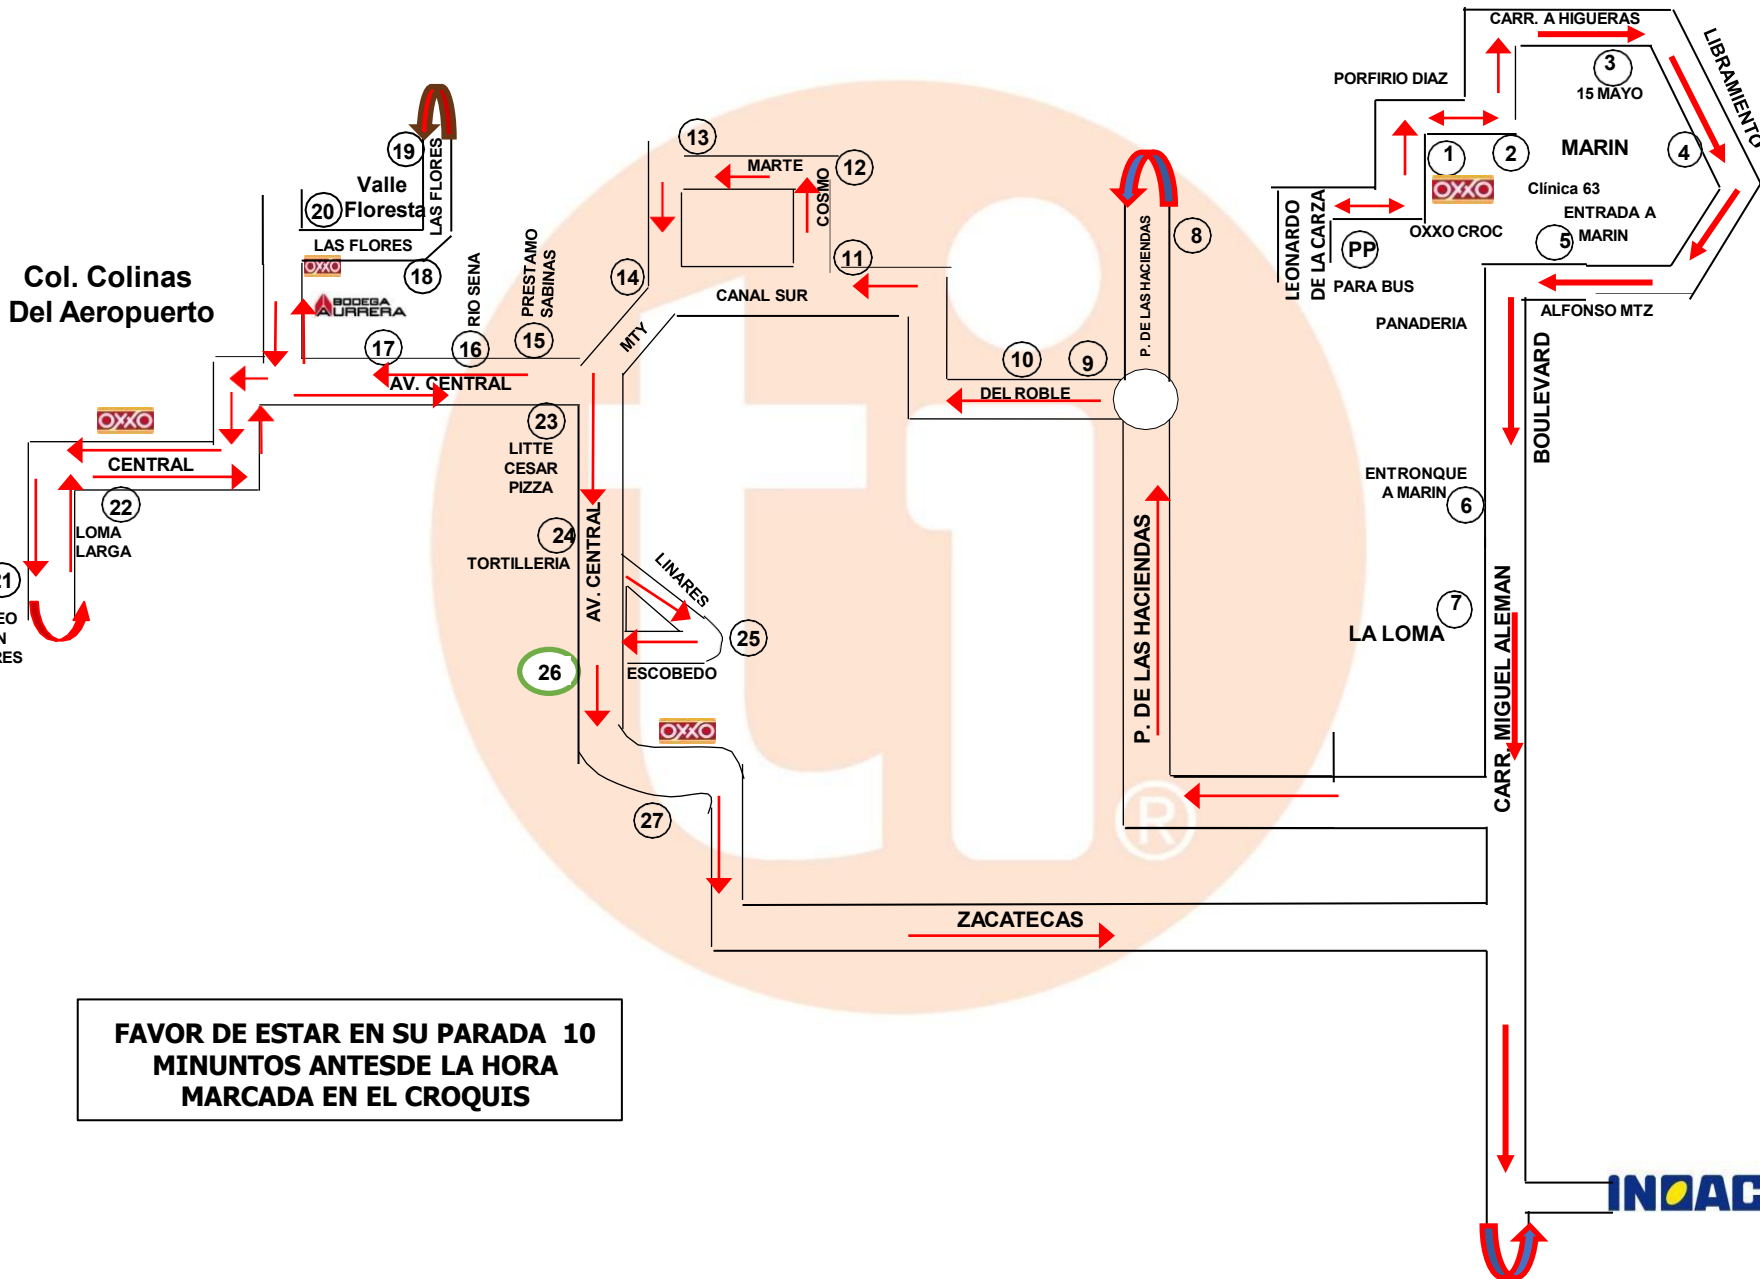 CARR. A HIGUERAS
LIBRAMIENTO
PORFIRIO DIAZ
3
15 MAYO
1
2
MARIN
4
OXXO
Clínica 63
LEONARDO
DE LA CARZA
OXXO CROC
ENTRADA A
MARIN
5
PP
PARA BUS
ALFONSO MTZ
PANADERIA
BOULEVARD
ENTRONQUE
A MARIN
6
7
LA LOMA
CARR. MIGUEL ALEMAN
8
P. DE LAS HACIENDAS
9
10
DEL ROBLE
P. DE LAS HACIENDAS
11
COSMO
12
MARTE
13
CANAL SUR
14
MTY
PRESTAMO
SABINAS
15
RIO SENA
16
17
AV. CENTRAL
19
Valle
Floresta
LAS FLORES
20
LAS FLORES
18
OXXO
BODEGA
AURRERA
Col. Colinas
Del Aeropuerto
OXXO
CENTRAL
22
LOMA
LARGA
21
EO
N
RES
23
LITTE
CESAR
PIZZA
24
TORTILLERIA
AV. CENTRAL
LINARES
25
ESCOBEDO
26
OXXO
27
ZACATECAS
ti
®
FAVOR DE ESTAR EN SU PARADA 10
MINUNTOS ANTESDE LA HORA
MARCADA EN EL CROQUIS
INOAC